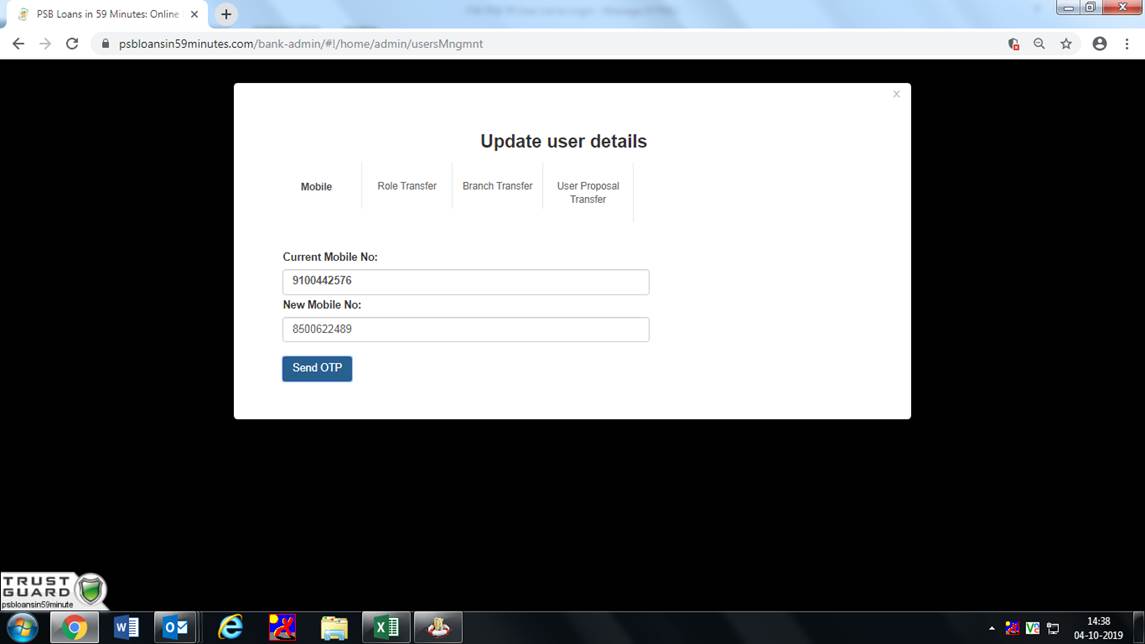 PSB Loans in 59 Minutes: Online
psbloansin59minutes.com/bank-admin/#!/home/admin/usersMngmnt
x
Update user details
Mobile
Role Transfer
Branch Transfer
User Proposal
Transfer
Current Mobile No:
9100442576
New Mobile No:
8500622489
Send OTP
TRUST
GUARD
psbloansin59minute
14:38
04-10-2019